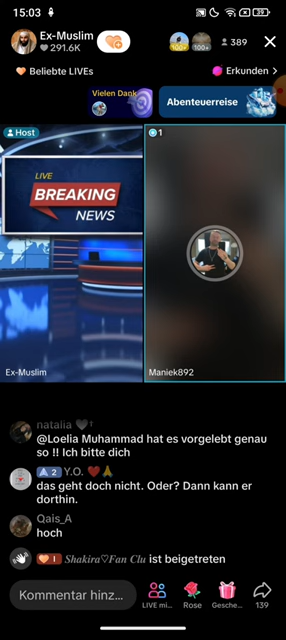 15:03
39
Ex-Muslim
291.6K
100+
100+
389
Beliebte LIVEs
Erkunden
Vielen Dank
Abenteuerreise
Host
1
LIVE
BREAKING
NEWS
Ex-Muslim
Maniek892
natalia
@Loelia Muhammad hat es vorgelebt genau
so !! Ich bitte dich
2 Y.O. ❤️🙏
das geht doch nicht. Oder? Dann kann er
dorthin.
Qais_A
hoch
1 Shakira♡Fan Clu ist beigetreten
Kommentar hinz...
LIVE mi...
Rose
Gesche...
139